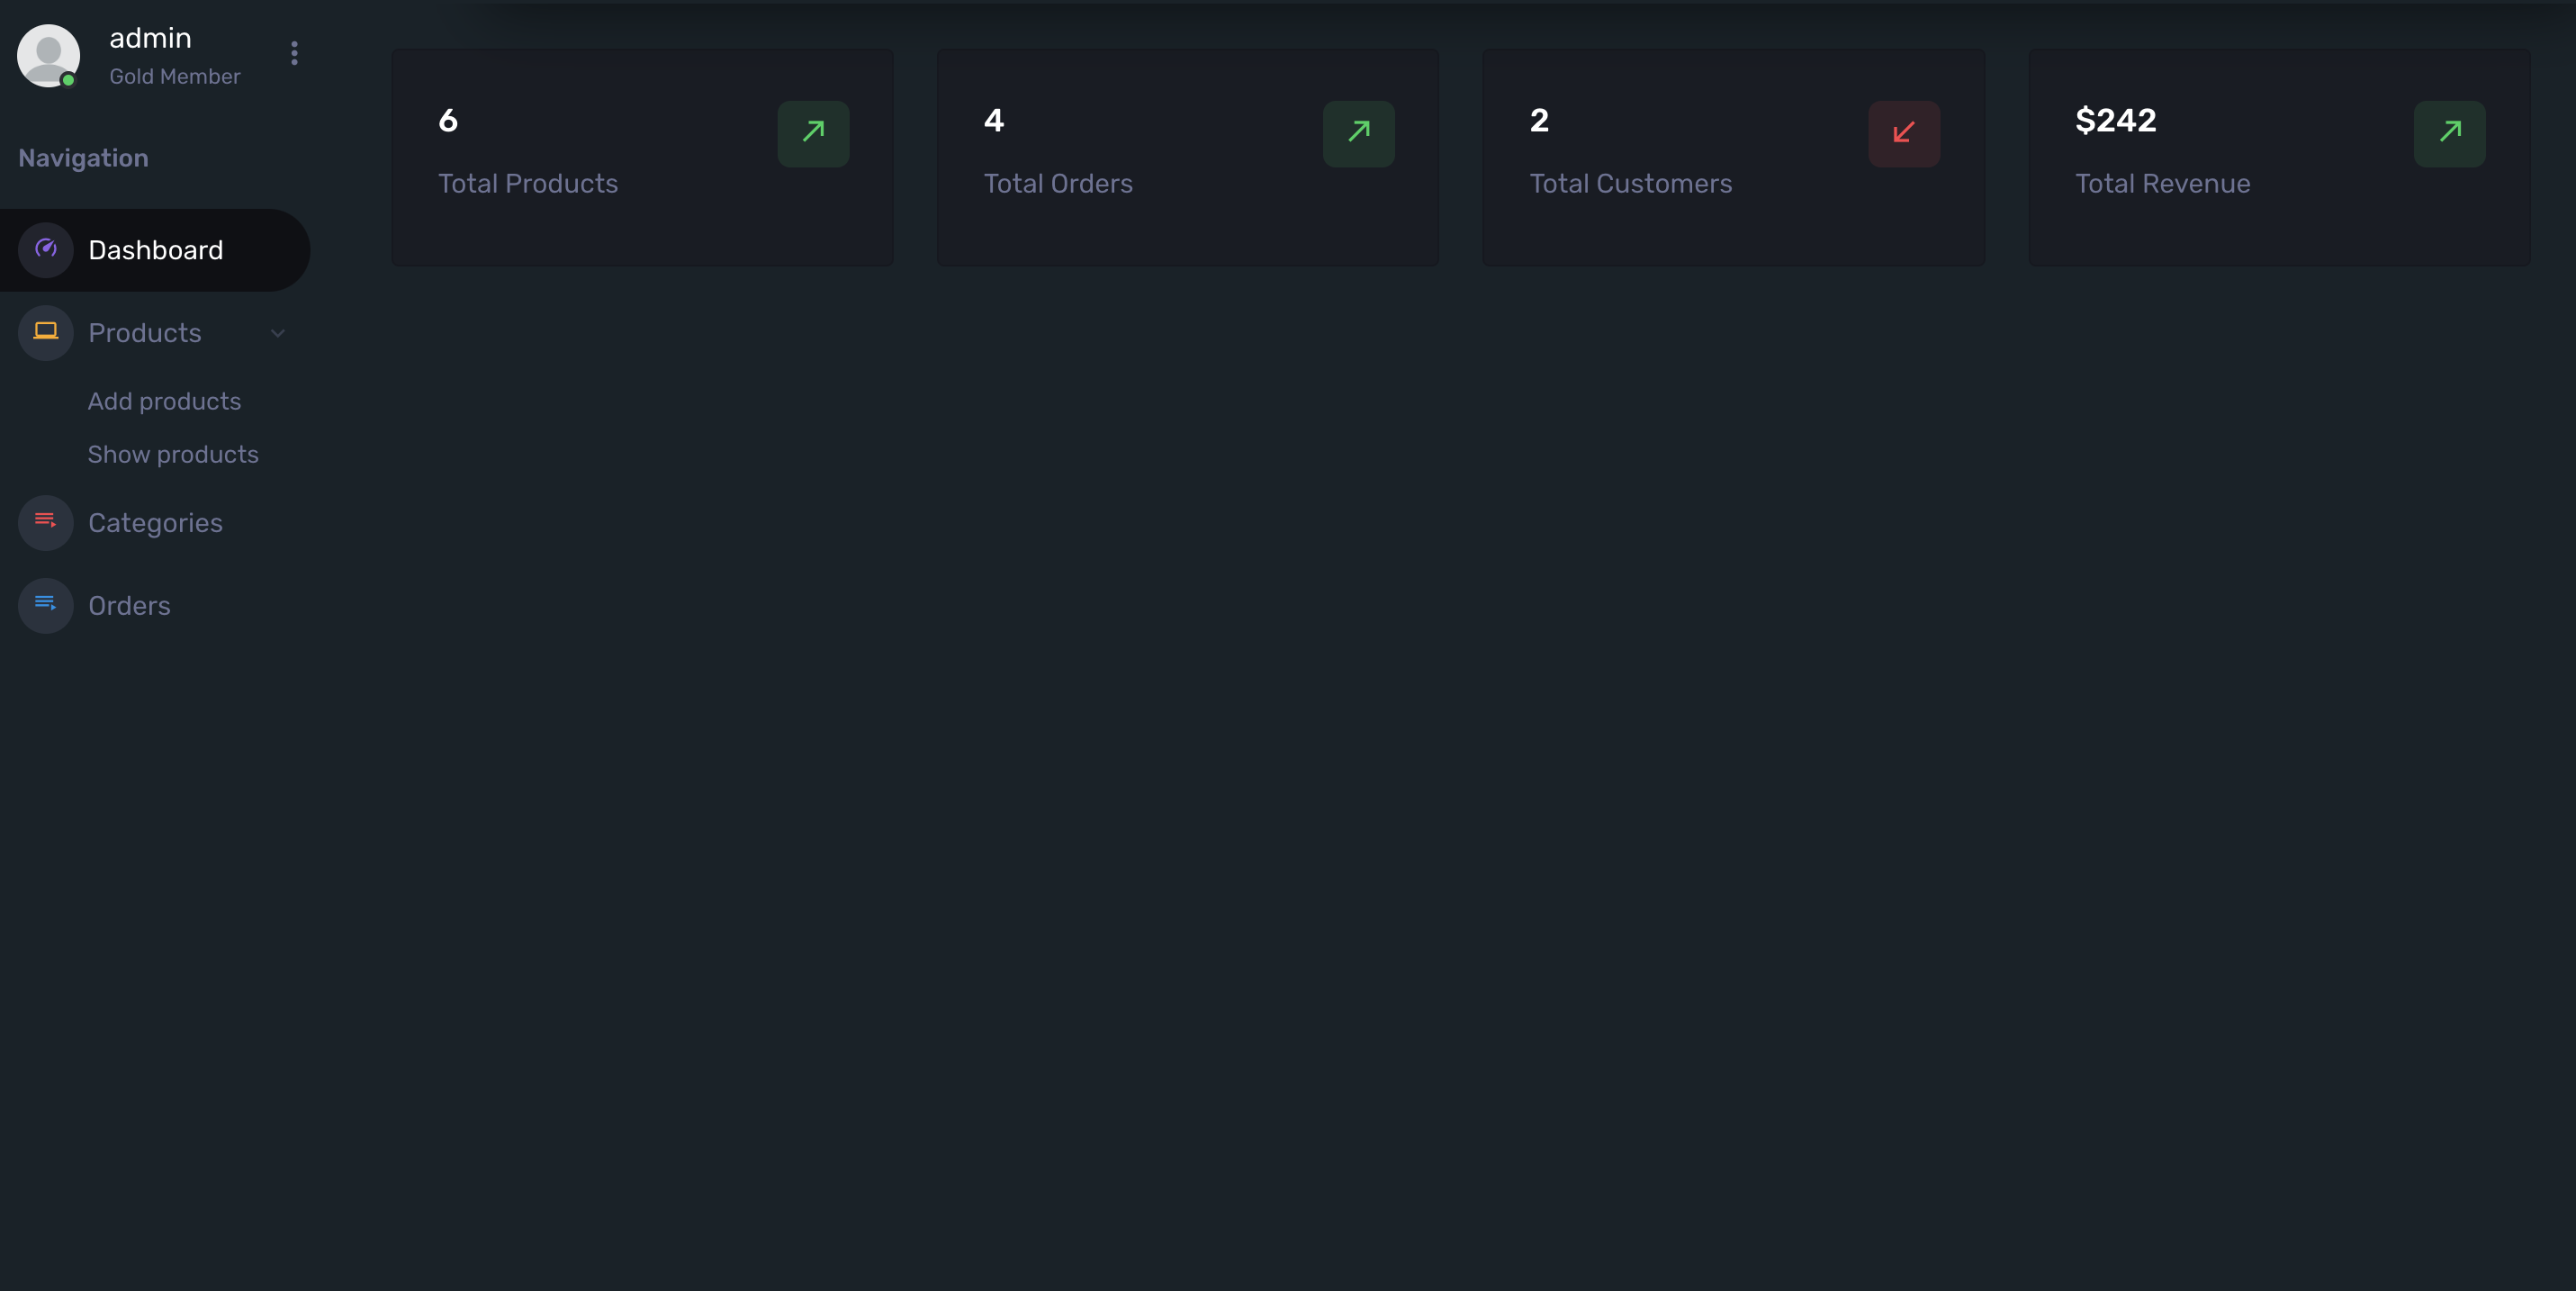 admin
Gold Member
Navigation
Dashboard
Products
Add products
Show products
Categories
Orders
6
Total Products
4
Total Orders
2
Total Customers
$242
Total Revenue